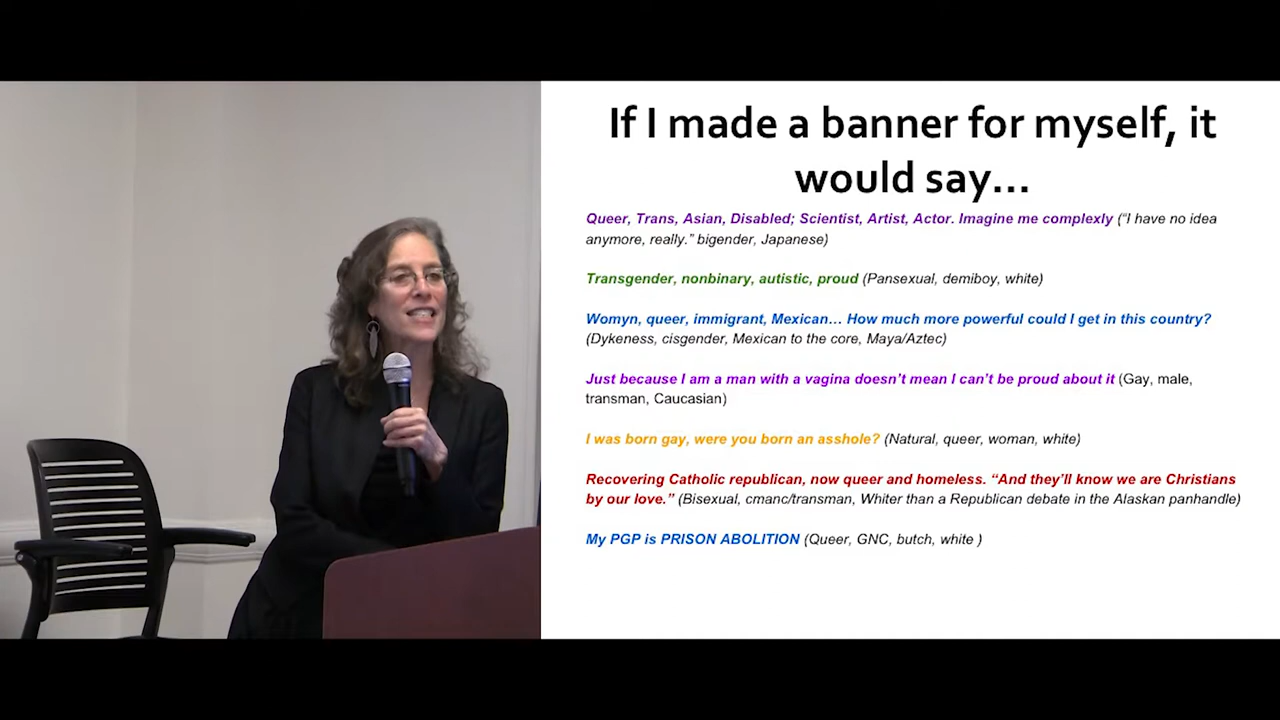 If I made a banner for myself, it
would say...
Queer, Trans, Asian, Disabled; Scientist, Artist, Actor. Imagine me complexly (“I have no idea
anymore, really.” bigender, Japanese)
Transgender, nonbinary, autistic, proud (Pansexual, demiboy, white)
Womyn, queer, immigrant, Mexican… How much more powerful could I get in this country?
(Dykeness, cisgender, Mexican to the core, Maya/Aztec)
Just because I am a man with a vagina doesn’t mean I can’t be proud about it (Gay, male,
transman, Caucasian)
I was born gay, were you born an asshole? (Natural, queer, woman, white)
Recovering Catholic republican, now queer and homeless. “And they’ll know we are Christians
by our love.” (Bisexual, cmanc/transman, Whiter than a Republican debate in the Alaskan panhandle)
My PGP is PRISON ABOLITION (Queer, GNC, butch, white )